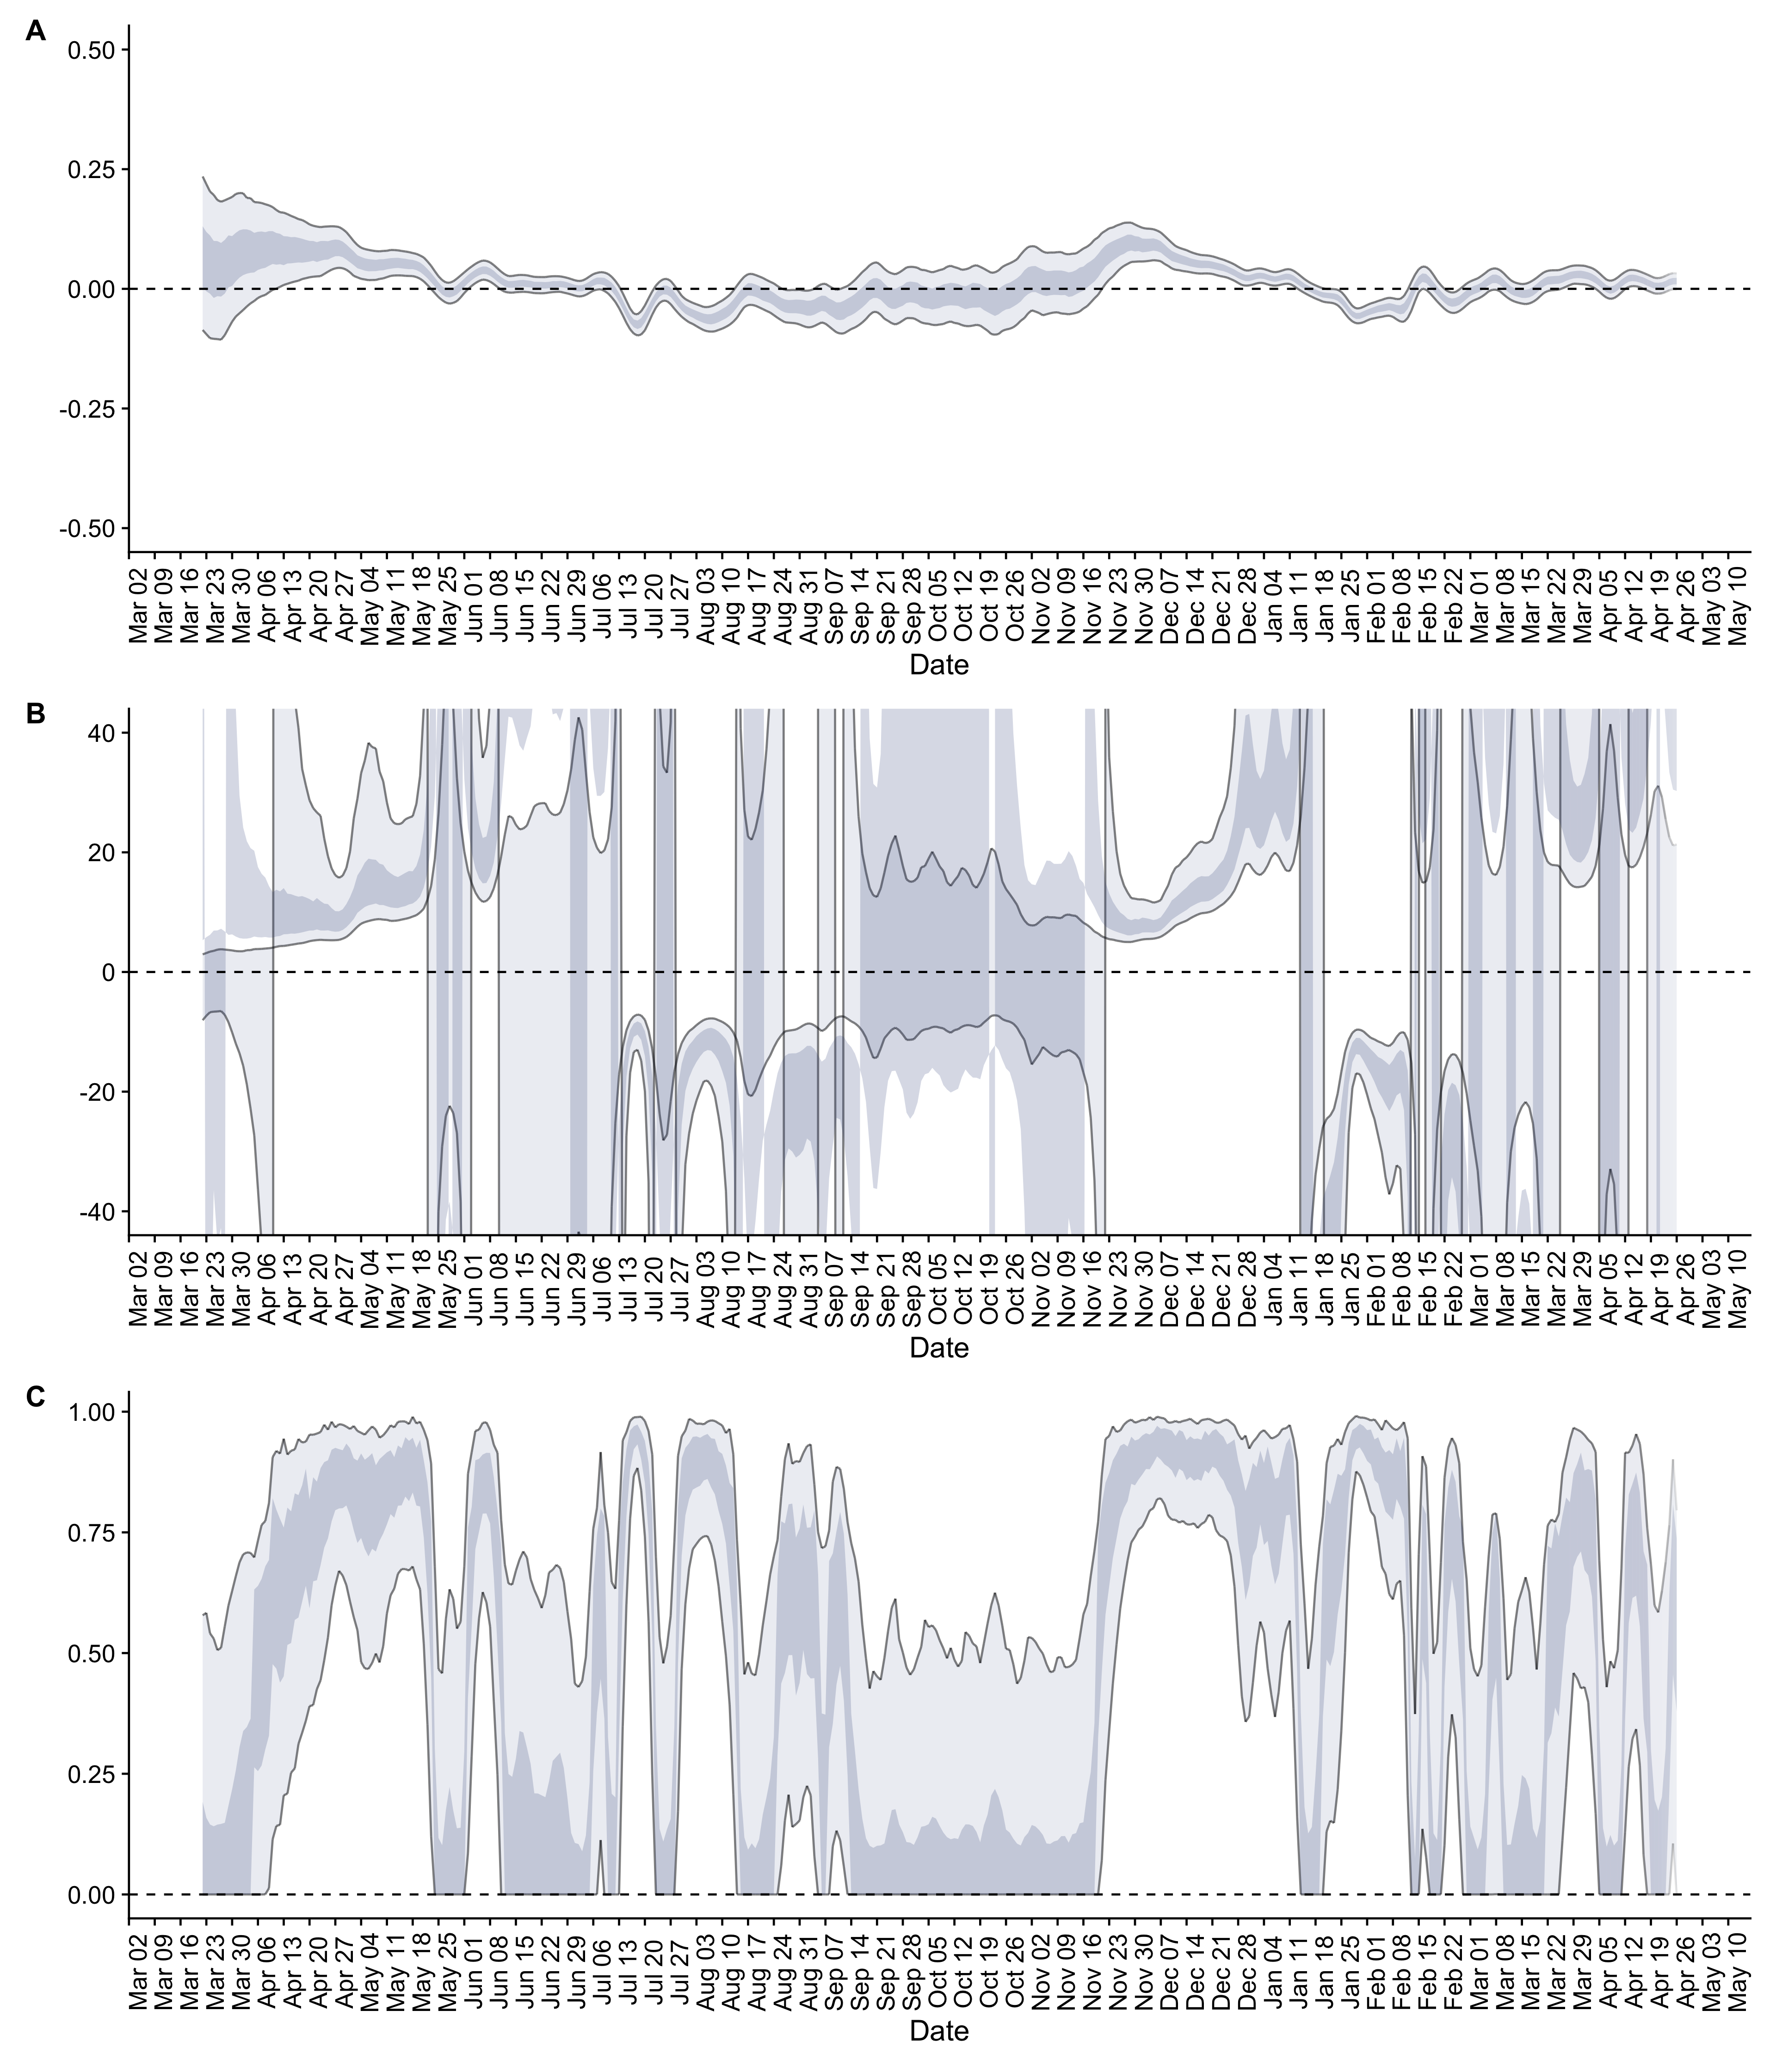 A
0.50
0.25
0.00
-0.25
-0.50
Mar 02 Mar 09 Mar 16 Mar 23 Mar 30 Apr 06 Apr 13 Apr 20 Apr 27 May 04 May 11 May 18 May 25 Jun 01 Jun 08 Jun 15 Jun 22 Jun 29 Jul 06 Jul 13 Jul 20 Jul 27 Aug 03 Aug 10 Aug 17 Aug 24 Aug 31 Sep 07 Sep 14 Sep 21 Sep 28 Oct 05 Oct 12 Oct 19 Oct 26 Nov 02 Nov 09 Nov 16 Nov 23 Nov 30 Dec 07 Dec 14 Dec 21 Dec 28 Jan 04 Jan 11 Jan 18 Jan 25 Feb 01 Feb 08 Feb 15 Feb 22 Mar 01 Mar 08 Mar 15 Mar 22 Mar 29 Apr 05 Apr 12 Apr 19 Apr 26 May 03 May 10
Date
B
40
20
0
-20
-40
Mar 02 Mar 09 Mar 16 Mar 23 Mar 30 Apr 06 Apr 13 Apr 20 Apr 27 May 04 May 11 May 18 May 25 Jun 01 Jun 08 Jun 15 Jun 22 Jun 29 Jul 06 Jul 13 Jul 20 Jul 27 Aug 03 Aug 10 Aug 17 Aug 24 Aug 31 Sep 07 Sep 14 Sep 21 Sep 28 Oct 05 Oct 12 Oct 19 Oct 26 Nov 02 Nov 09 Nov 16 Nov 23 Nov 30 Dec 07 Dec 14 Dec 21 Dec 28 Jan 04 Jan 11 Jan 18 Jan 25 Feb 01 Feb 08 Feb 15 Feb 22 Mar 01 Mar 08 Mar 15 Mar 22 Mar 29 Apr 05 Apr 12 Apr 19 Apr 26 May 03 May 10
Date
C
1.00
0.75
0.50
0.25
0.00
Mar 02 Mar 09 Mar 16 Mar 23 Mar 30 Apr 06 Apr 13 Apr 20 Apr 27 May 04 May 11 May 18 May 25 Jun 01 Jun 08 Jun 15 Jun 22 Jun 29 Jul 06 Jul 13 Jul 20 Jul 27 Aug 03 Aug 10 Aug 17 Aug 24 Aug 31 Sep 07 Sep 14 Sep 21 Sep 28 Oct 05 Oct 12 Oct 19 Oct 26 Nov 02 Nov 09 Nov 16 Nov 23 Nov 30 Dec 07 Dec 14 Dec 21 Dec 28 Jan 04 Jan 11 Jan 18 Jan 25 Feb 01 Feb 08 Feb 15 Feb 22 Mar 01 Mar 08 Mar 15 Mar 22 Mar 29 Apr 05 Apr 12 Apr 19 Apr 26 May 03 May 10
Date